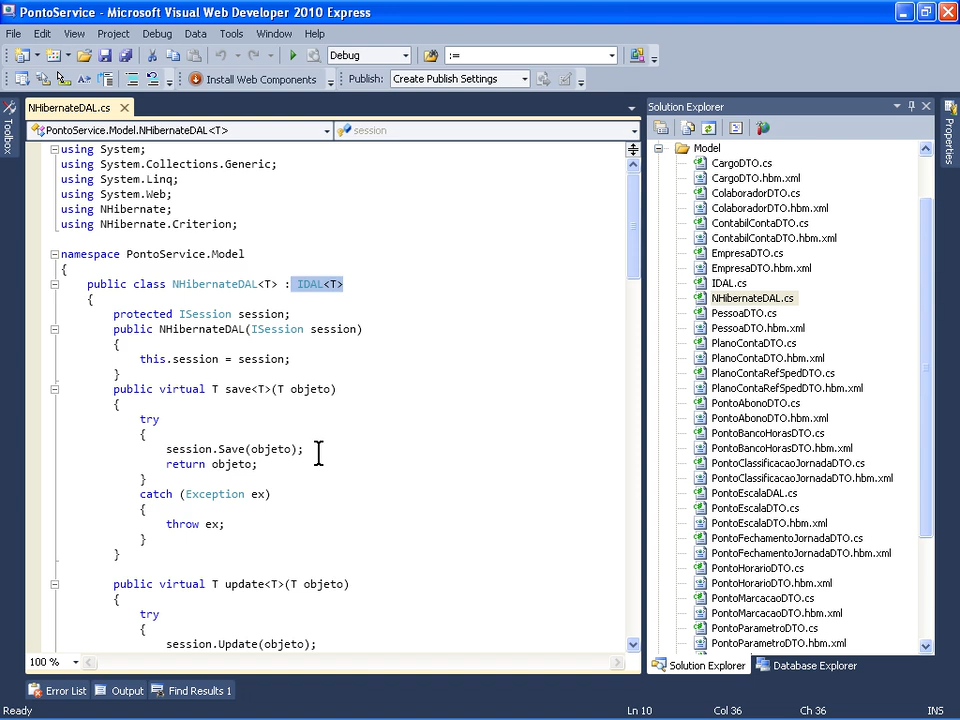 PontoService - Microsoft Visual Web Developer 2010 Express
File Edit View Project Debug Data Tools Window Help
Debug :=
Install Web Components Publish: Create Publish Settings
Toolbox
NHibernateDAL.cs
PontoService.Model.NHibernateDAL<T> session
using System;
using System.Collections.Generic;
using System.Linq;
using System.Web;
using NHibernate;
using NHibernate.Criterion;
namespace PontoService.Model
{
public class NHibernateDAL<T> : IDAL<T>
{
protected ISession session;
public NHibernateDAL(ISession session)
{
this.session = session;
}
public virtual T save<T>(T objeto)
{
try
{
session.Save(objeto);
return objeto;
}
catch (Exception ex)
{
throw ex;
}
}
public virtual T update<T>(T objeto)
{
try
{
session.Update(objeto);
100 %
Solution Explorer
Model
CargoDTO.cs
CargoDTO.hbm.xml
ColaboradorDTO.cs
ColaboradorDTO.hbm.xml
ContabilContaDTO.cs
ContabilContaDTO.hbm.xml
EmpresaDTO.cs
EmpresaDTO.hbm.xml
IDAL.cs
NHibernateDAL.cs
PessoaDTO.cs
PessoaDTO.hbm.xml
PlanoContaDTO.cs
PlanoContaDTO.hbm.xml
PlanoContaRefSpedDTO.cs
PlanoContaRefSpedDTO.hbm.xml
PontoAbonoDTO.cs
PontoAbonoDTO.hbm.xml
PontoBancoHorasDTO.cs
PontoBancoHorasDTO.hbm.xml
PontoClassificacaoJornadaDTO.cs
PontoClassificacaoJornadaDTO.hbm.xml
PontoEscalaDAL.cs
PontoEscalaDTO.cs
PontoEscalaDTO.hbm.xml
PontoFechamentoJornadaDTO.cs
PontoFechamentoJornadaDTO.hbm.xml
PontoHorarioDTO.cs
PontoHorarioDTO.hbm.xml
PontoMarcacaoDTO.cs
PontoMarcacaoDTO.hbm.xml
PontoParametroDTO.cs
PontoParametroDTO.hbm.xml
Solution Explorer Database Explorer
Properties
Error List Output Find Results 1
Ready Ln 10 Col 36 Ch 36 INS